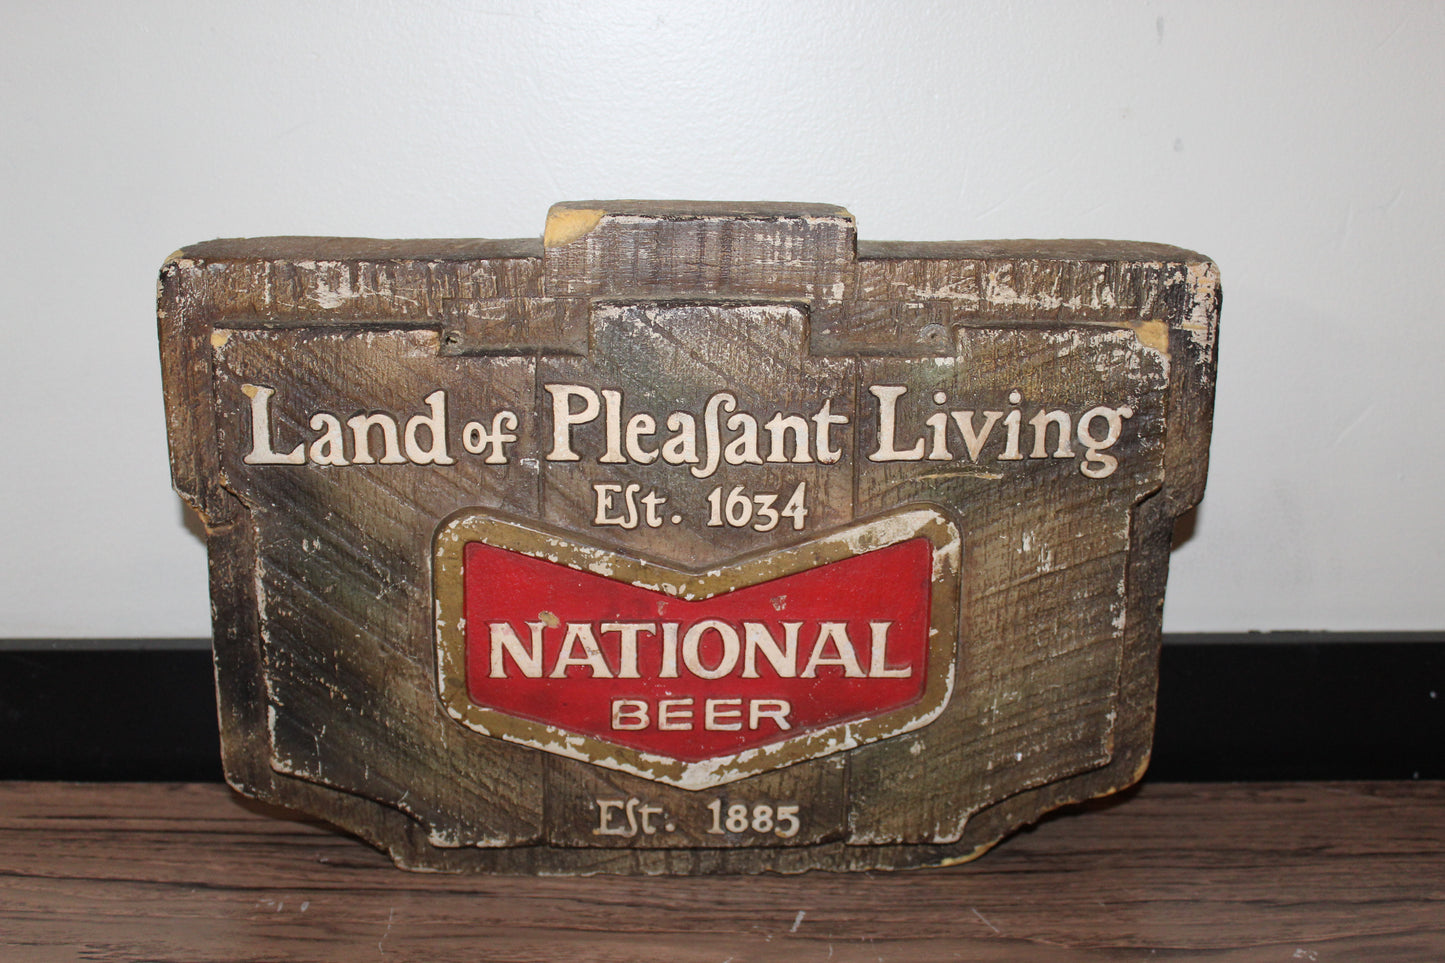 Land of Pleaſant Living
Eſt. 1634
NATIONAL
BEER
Eſt. 1885